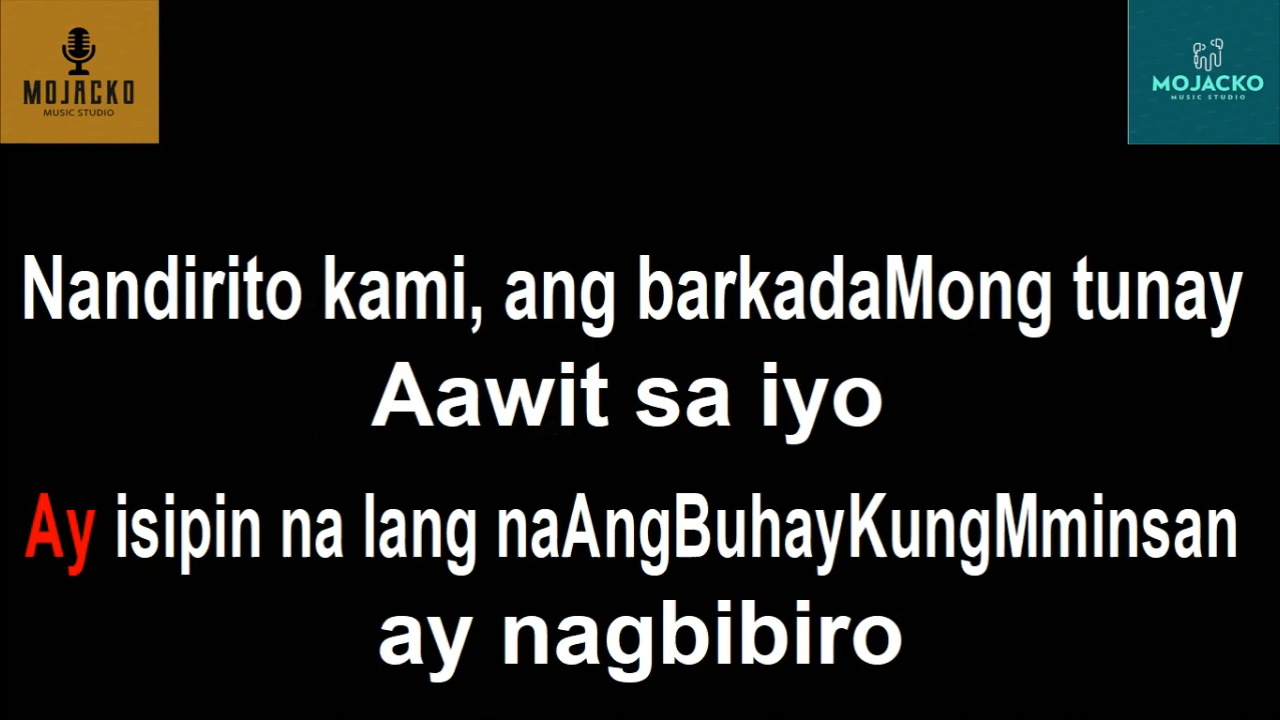 MOJACKO
MUSIC STUDIO
MOJACKO
MUSIC STUDIO
Nandirito kami, ang barkadaMong tunay
Aawit sa iyo
Ay isipin na lang naAngBuhayKungMminsan
ay nagbibiro